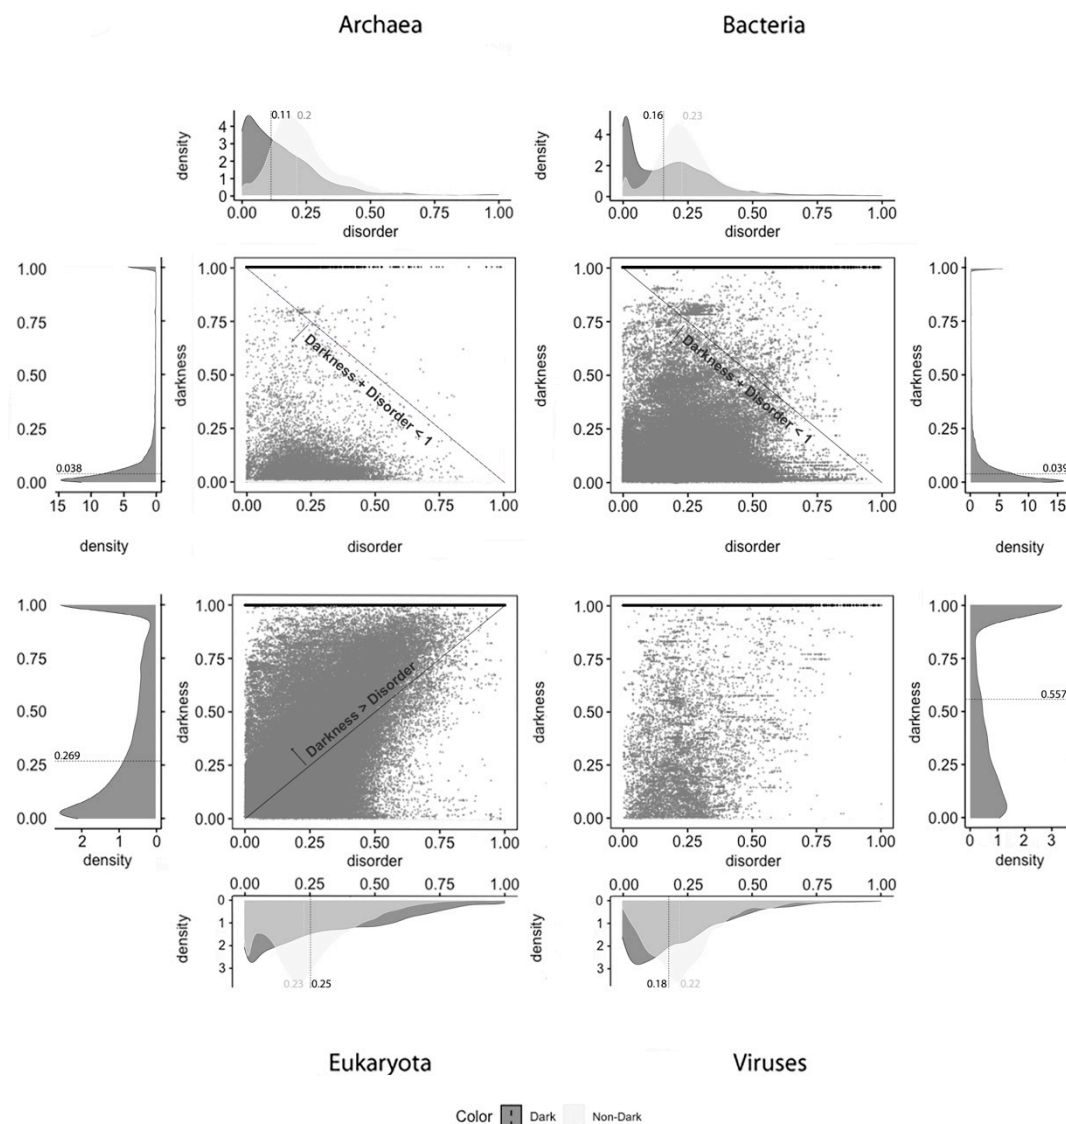 Archaea
Bacteria
density
4
3
2
1
0
0.11
0.2
0.00 0.25 0.50 0.75 1.00
disorder
density
4
2
0
0.16
0.23
0.00 0.25 0.50 0.75 1.00
disorder
1.00
0.75
0.50
0.25
0.00
0.038
15 10 5 0
density
darkness
1.00
0.75
0.50
0.25
0.00
Darkness + Disorder < 1
0.00 0.25 0.50 0.75 1.00
disorder
darkness
1.00
0.75
0.50
0.25
0.00
Darkness + Disorder < 1
0.00 0.25 0.50 0.75 1.00
disorder
darkness
1.00
0.75
0.50
0.25
0.00
0.039
0 5 10 15
density
1.00
0.75
0.50
0.25
0.00
0.269
2 1 0
density
darkness
1.00
0.75
0.50
0.25
0.00
Darkness > Disorder
0.00 0.25 0.50 0.75 1.00
disorder
darkness
1.00
0.75
0.50
0.25
0.00
0.00 0.25 0.50 0.75 1.00
disorder
darkness
1.00
0.75
0.50
0.25
0.00
0.557
0 1 2 3
density
0.00 0.25 0.50 0.75 1.00
density
0
1
2
3
0.23
0.25
0.00 0.25 0.50 0.75 1.00
density
0
1
2
3
0.18
0.22
Eukaryota
Viruses
Color Dark Non-Dark